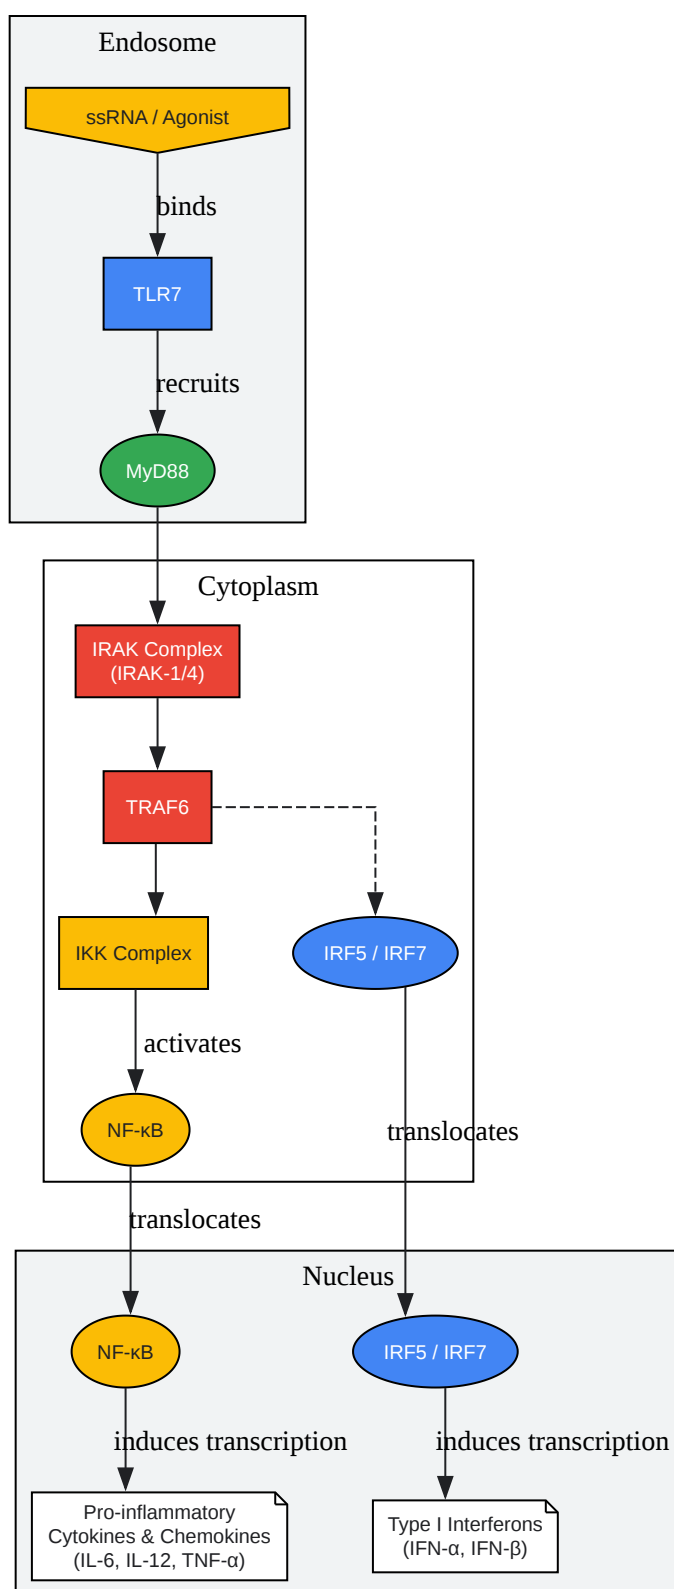 Endosome
ssRNA / Agonist
binds
TLR7
recruits
MyD88
Cytoplasm
IRAK Complex
(IRAK-1/4)
TRAF6
IKK Complex
IRF5 / IRF7
activates
NF-κB
translocates
translocates
Nucleus
NF-κB
IRF5 / IRF7
induces transcription
induces transcription
Pro-inflammatory
Cytokines & Chemokines
(IL-6, IL-12, TNF-α)
Type I Interferons
(IFN-α, IFN-β)